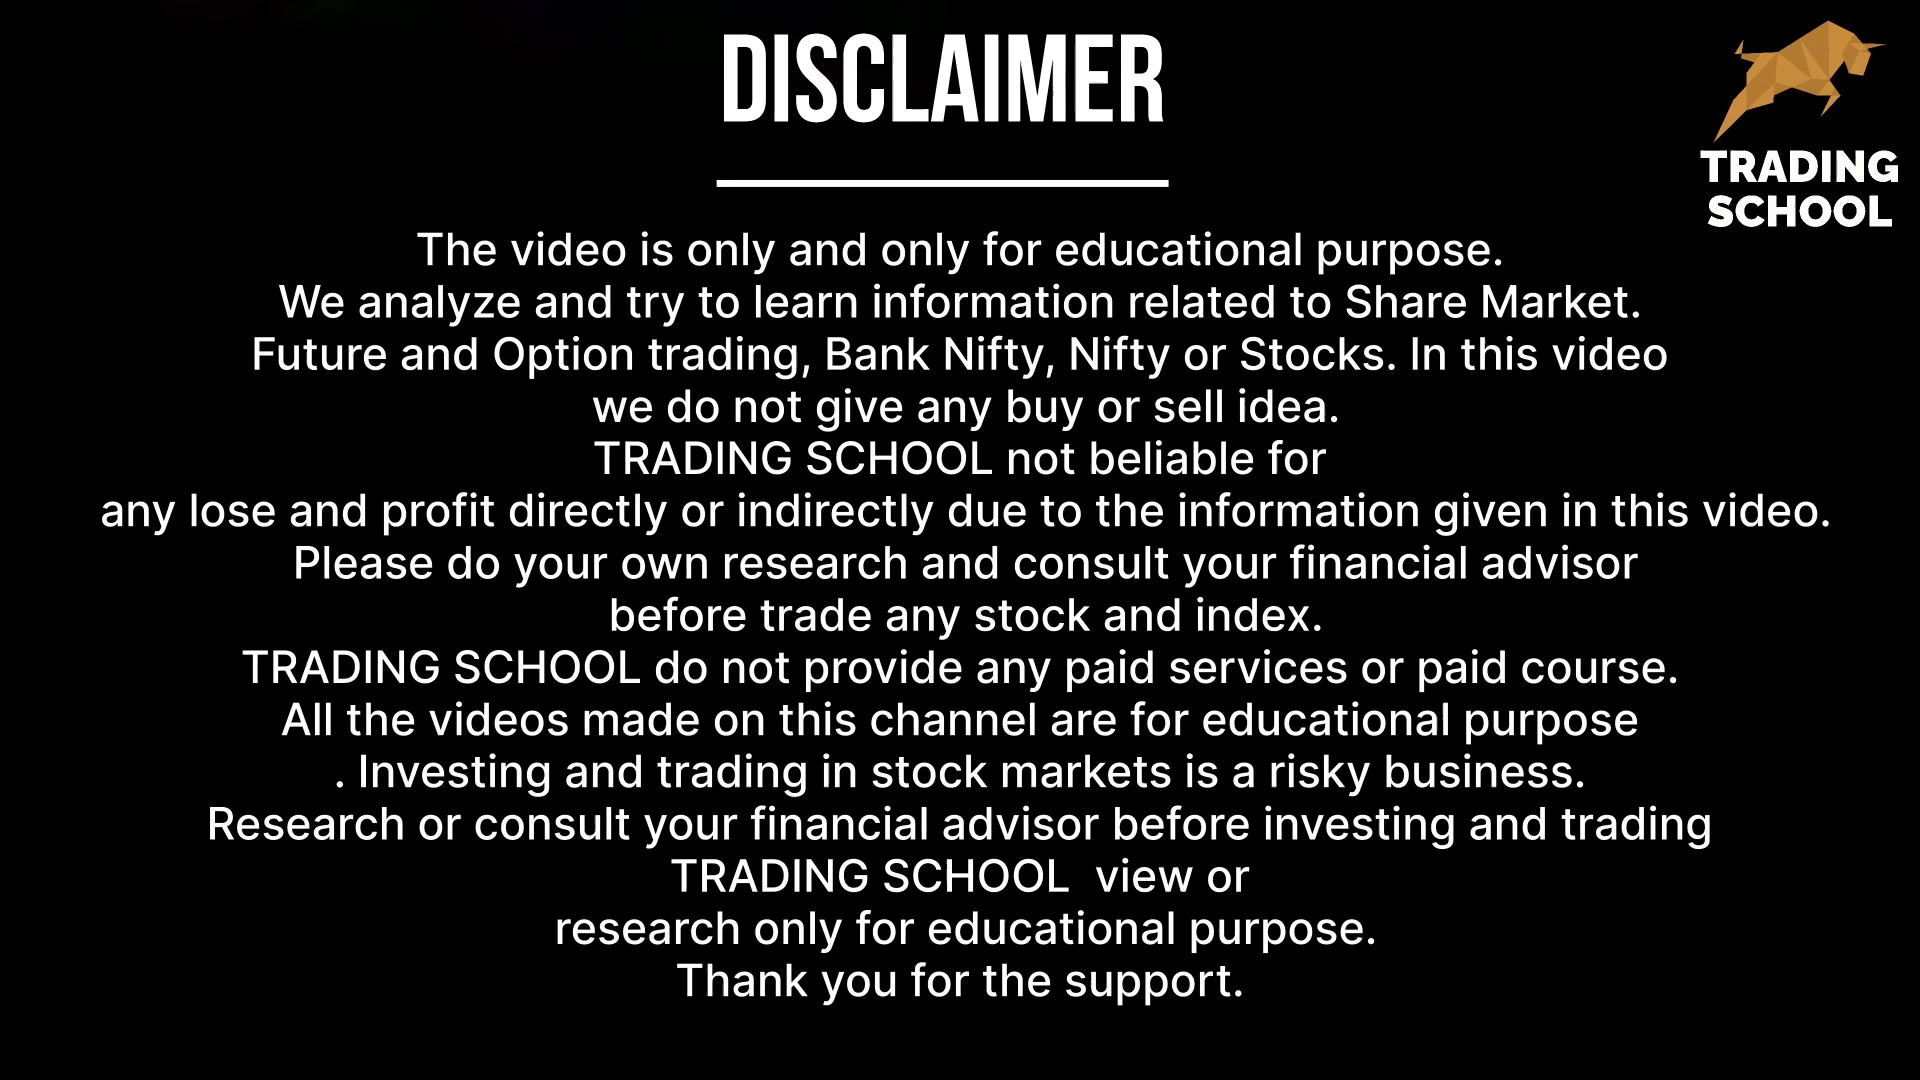 DISCLAIMER
TRADING
SCHOOL
The video is only and only for educational purpose.
We analyze and try to learn information related to Share Market.
Future and Option trading, Bank Nifty, Nifty or Stocks. In this video
we do not give any buy or sell idea.
TRADING SCHOOL not beliable for
any lose and profit directly or indirectly due to the information given in this video.
Please do your own research and consult your financial advisor
before trade any stock and index.
TRADING SCHOOL do not provide any paid services or paid course.
All the videos made on this channel are for educational purpose
. Investing and trading in stock markets is a risky business.
Research or consult your financial advisor before investing and trading
TRADING SCHOOL  view or
research only for educational purpose.
Thank you for the support.